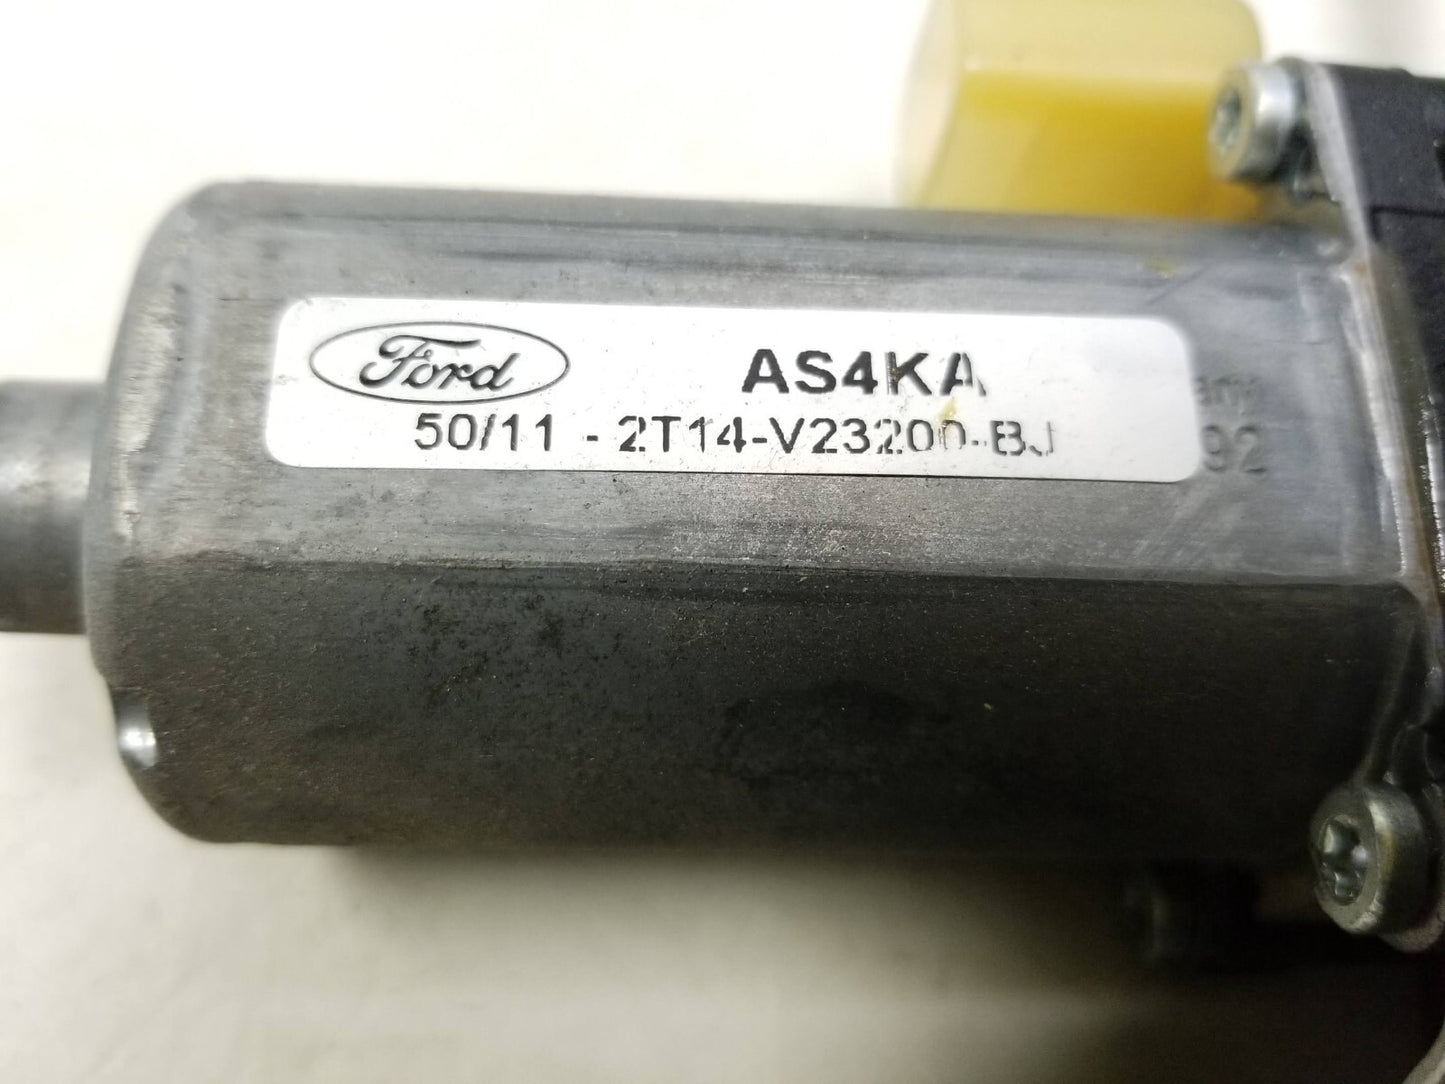 Ford AS4KA
50/11 - 2T14-V23200-BJ
92